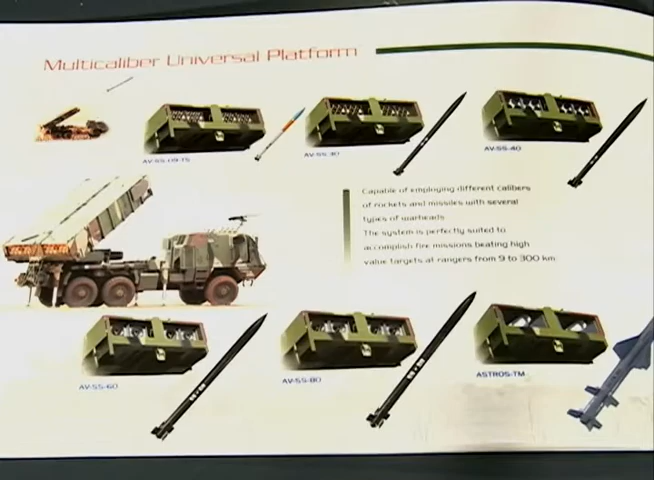 Multicaliber Universal Platform
AV-SS-09-TS
AV-SS-30
AV-SS-40
Capable of employing different calibers
of rockets and missiles with several
types of warheads.
The system is perfectly suited to
accomplish fire missions beating high
value targets at rangers from 9 to 300 km
AV-SS-60
AV-SS-80
ASTROS-TM